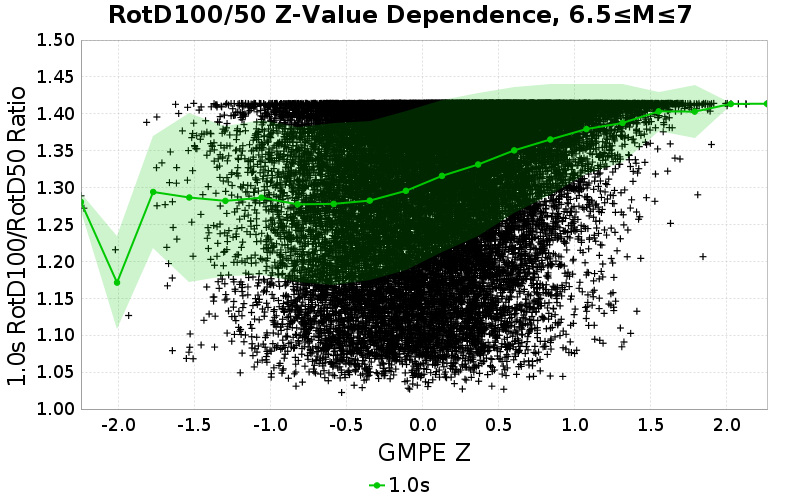 RotD100/50 Z-Value Dependence, 6.5≤M≤7
1.0s RotD100/RotD50 Ratio
1.50
1.45
1.40
1.35
1.30
1.25
1.20
1.15
1.10
1.05
1.00
-2.0 -1.5 -1.0 -0.5 0.0 0.5 1.0 1.5 2.0
GMPE Z
1.0s